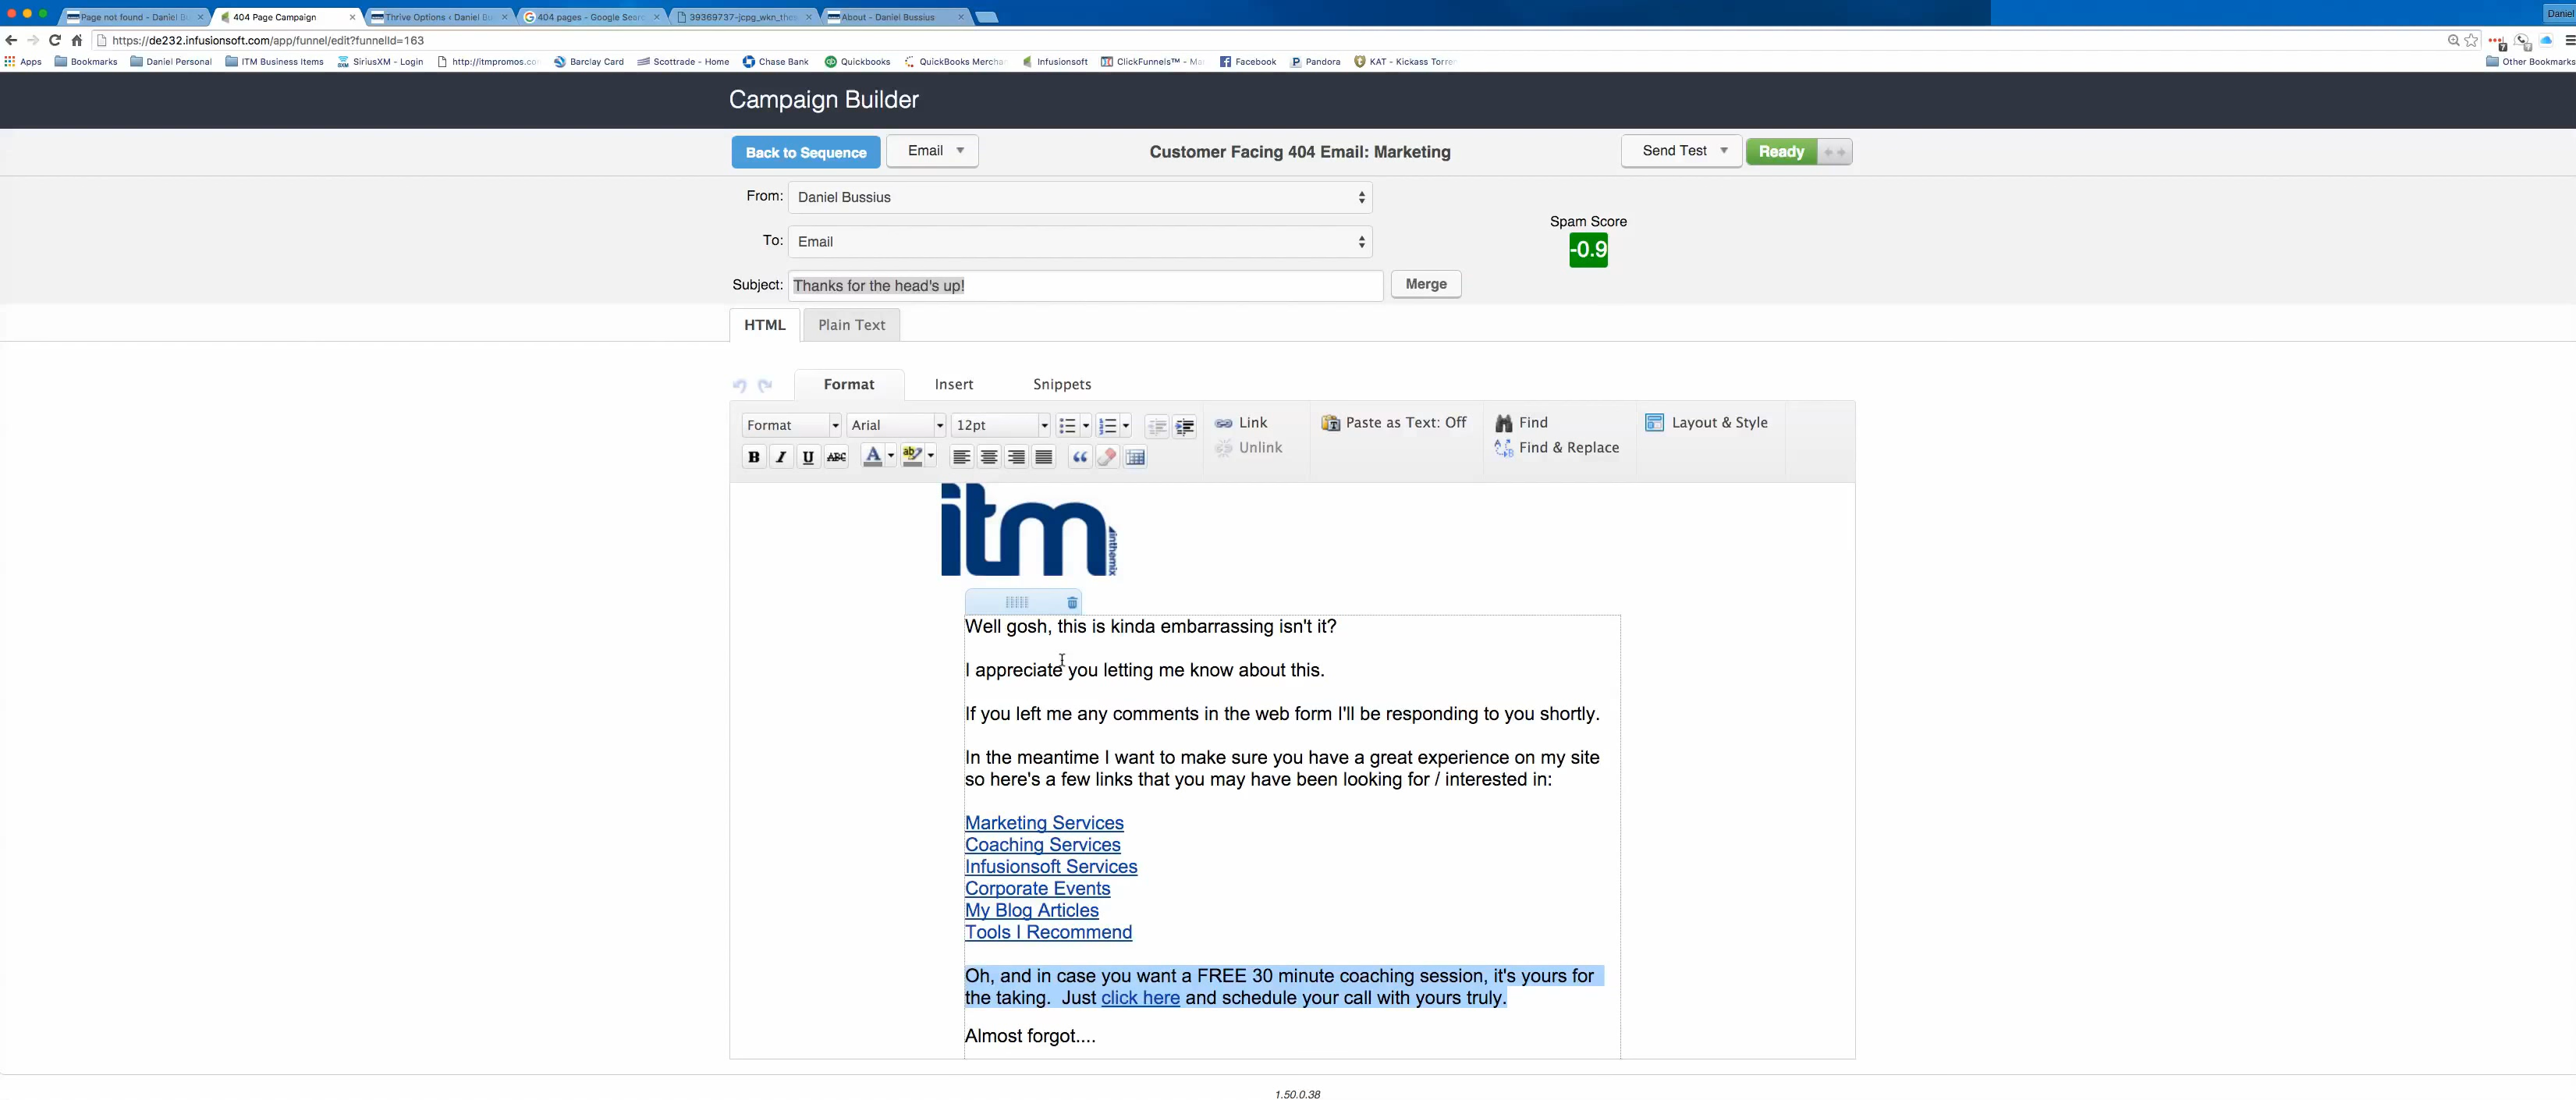 Page not found - Daniel B
404 Page Campaign
Thrive Options ‹ Daniel Bu
404 pages - Google Sear
39369737-jcpg_wkn_thes
About - Daniel Bussius
Daniel
https://de232.infusionsoft.com/app/funnel/edit?funnelId=163
Apps
Bookmarks
Daniel Personal
ITM Business Items
SiriusXM - Login
http://itmpromos.co
Barclay Card
Scottrade - Home
Chase Bank
Quickbooks
QuickBooks Mercha
Infusionsoft
ClickFunnels™ - Ma
Facebook
Pandora
KAT - Kickass Torre
Other Bookmarks
Campaign Builder
Back to Sequence
Email
Customer Facing 404 Email: Marketing
Send Test
Ready
From:
Daniel Bussius
To:
Email
Spam Score
-0.9
Subject:
Thanks for the head's up!
Merge
HTML
Plain Text
Format
Insert
Snippets
Format
Arial
12pt
Link
Unlink
Paste as Text: Off
Find
Find & Replace
Layout & Style
B I U ABC
itm
inthemix
Well gosh, this is kinda embarrassing isn't it?
I appreciate you letting me know about this.
If you left me any comments in the web form I'll be responding to you shortly.
In the meantime I want to make sure you have a great experience on my site
so here's a few links that you may have been looking for / interested in:
Marketing Services
Coaching Services
Infusionsoft Services
Corporate Events
My Blog Articles
Tools I Recommend
Oh, and in case you want a FREE 30 minute coaching session, it's yours for
the taking.  Just click here and schedule your call with yours truly.
Almost forgot....
1.50.0.38